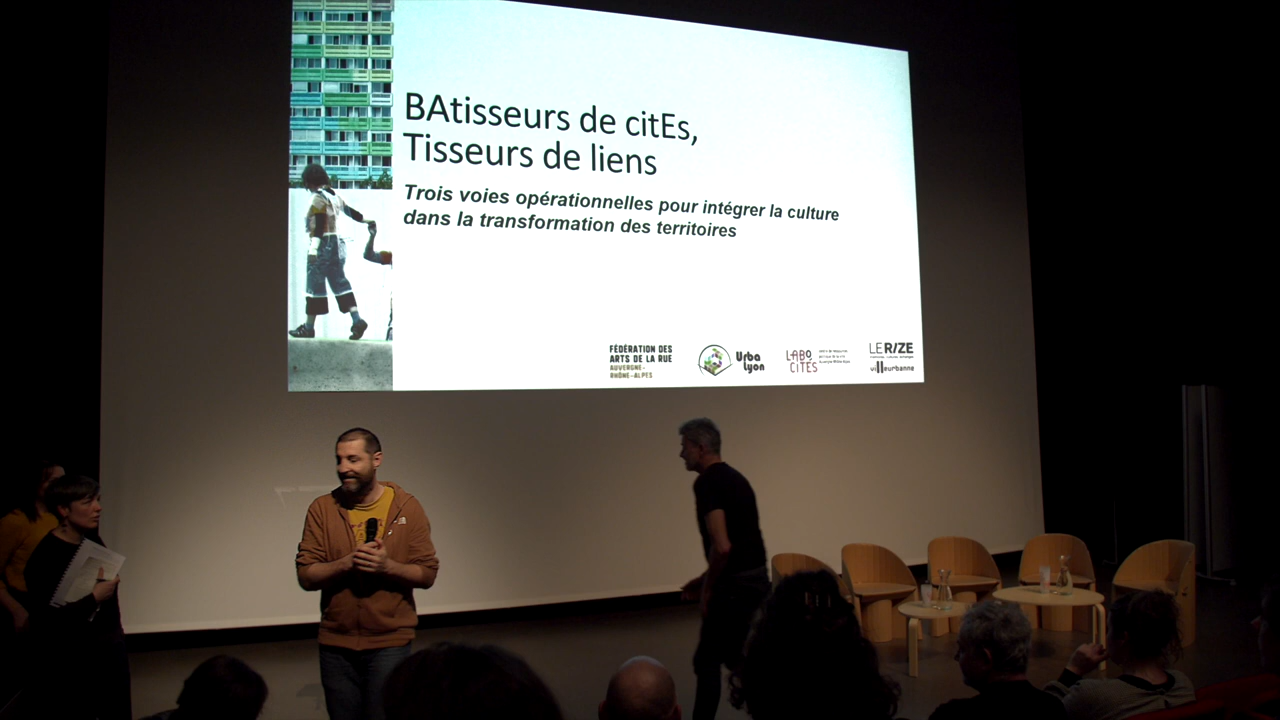 BAtisseurs de citEs,
Tisseurs de liens
Trois voies opérationnelles pour intégrer la culture
dans la transformation des territoires
FÉDÉRATION DES
ARTS DE LA RUE
AUVERGNE-
RHÔNE-ALPES
Urba
Lyon
LABO
CITÉS
LE RIZE
villeurbanne